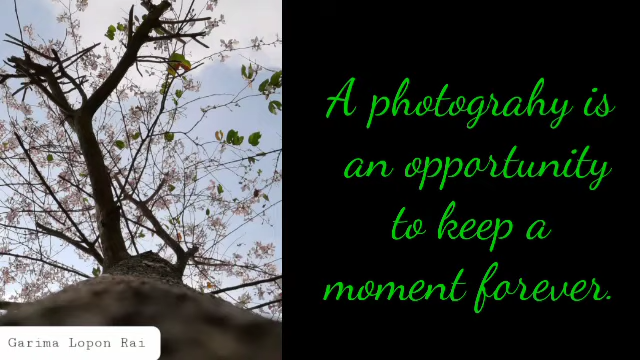 A photograhy is
an opportunity
to keep a
moment forever.
Garima Lopon Rai